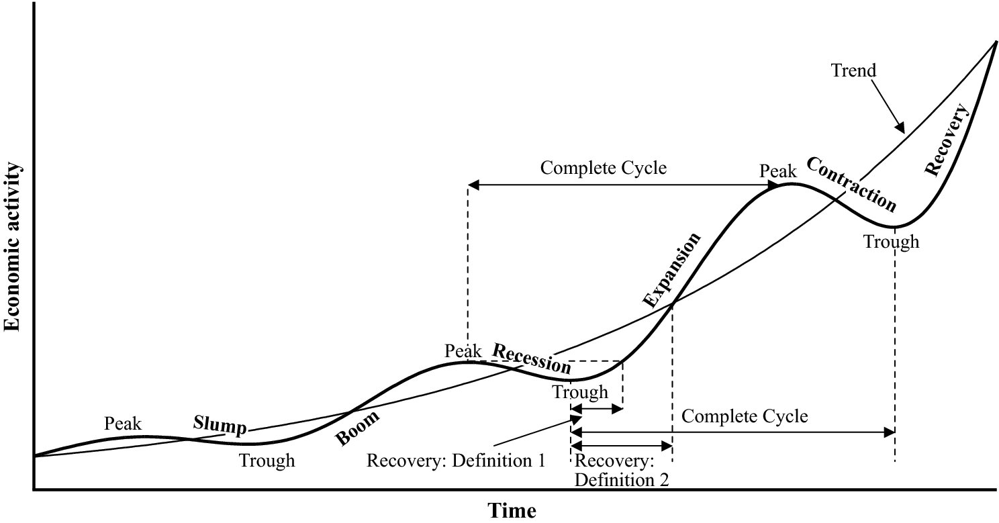 Trend
Recovery
Complete Cycle
Peak
Contraction
Trough
Expansion
Economic activity
Peak
Recession
Trough
Complete Cycle
Peak
Slump
Boom
Trough
Recovery: Definition 1
Recovery:
Definition 2
Time